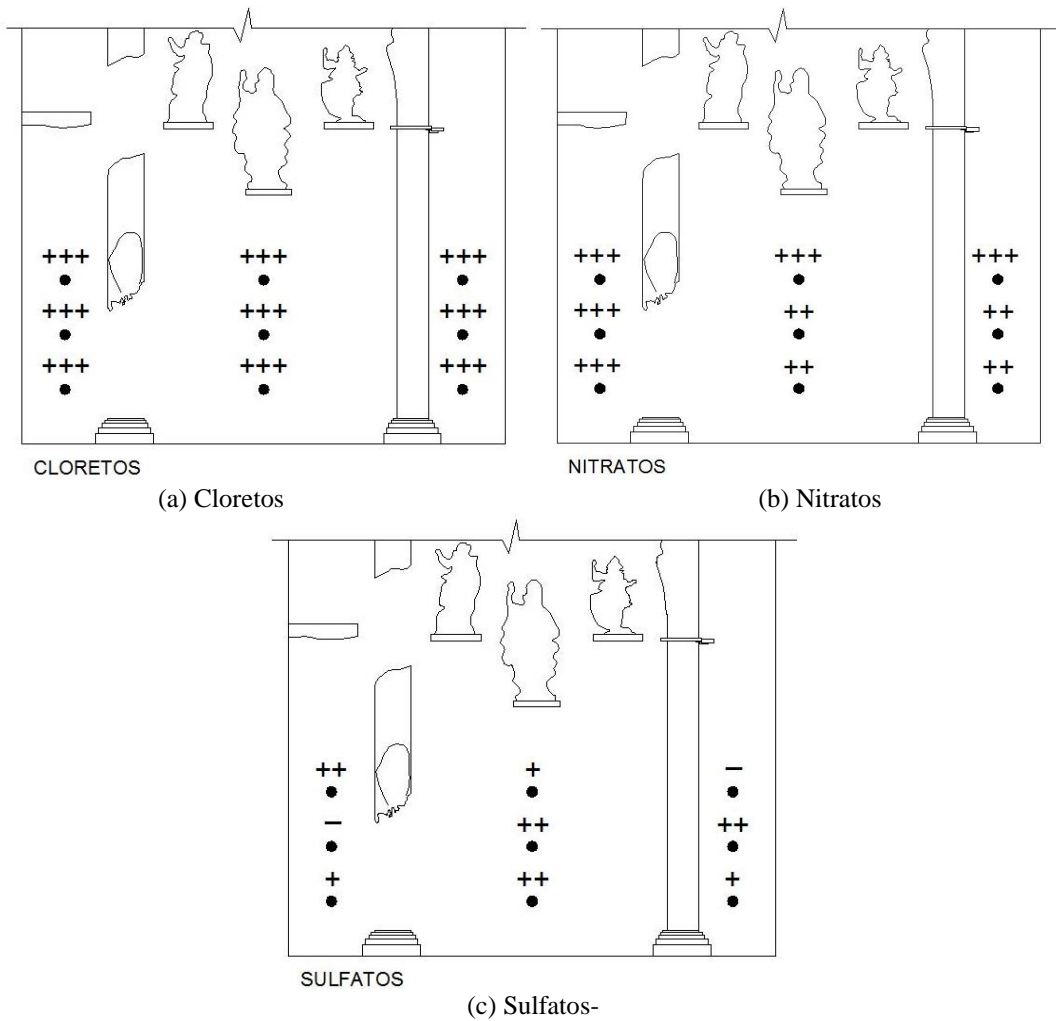 +++ +++ +++
+++ +++ +++
+++ +++ +++
CLORETOS
(a) Cloretos
+++ +++ +++
+++ ++ ++
+++ ++ ++
NITRATOS
(b) Nitratos
++ + −
− ++ ++
+ ++ +
SULFATOS
(c) Sulfatos-